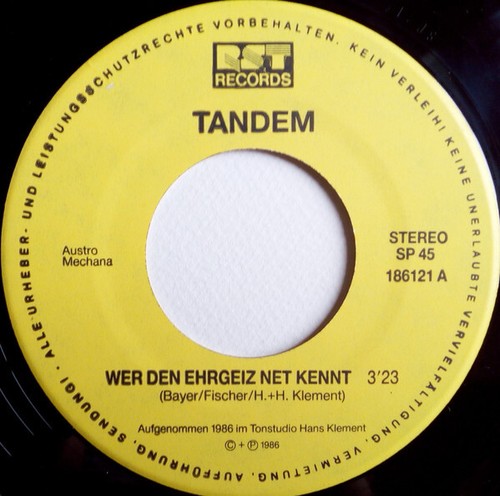 ALLE URHEBER- UND LEISTUNGSSCHUTZRECHTE VORBEHALTEN. KEIN VERLEIH! KEINE UNERLAUBTE VERVIELFÄLTIGUNG, VERMIETUNG, AUFFÜHRUNG, SENDUNG!
RST
RECORDS
TANDEM
Austro
Mechana
STEREO
SP 45
186121 A
WER DEN EHRGEIZ NET KENNT 3'23
(Bayer/Fischer/H.+H. Klement)
Aufgenommen 1986 im Tonstudio Hans Klement
© + ℗ 1986